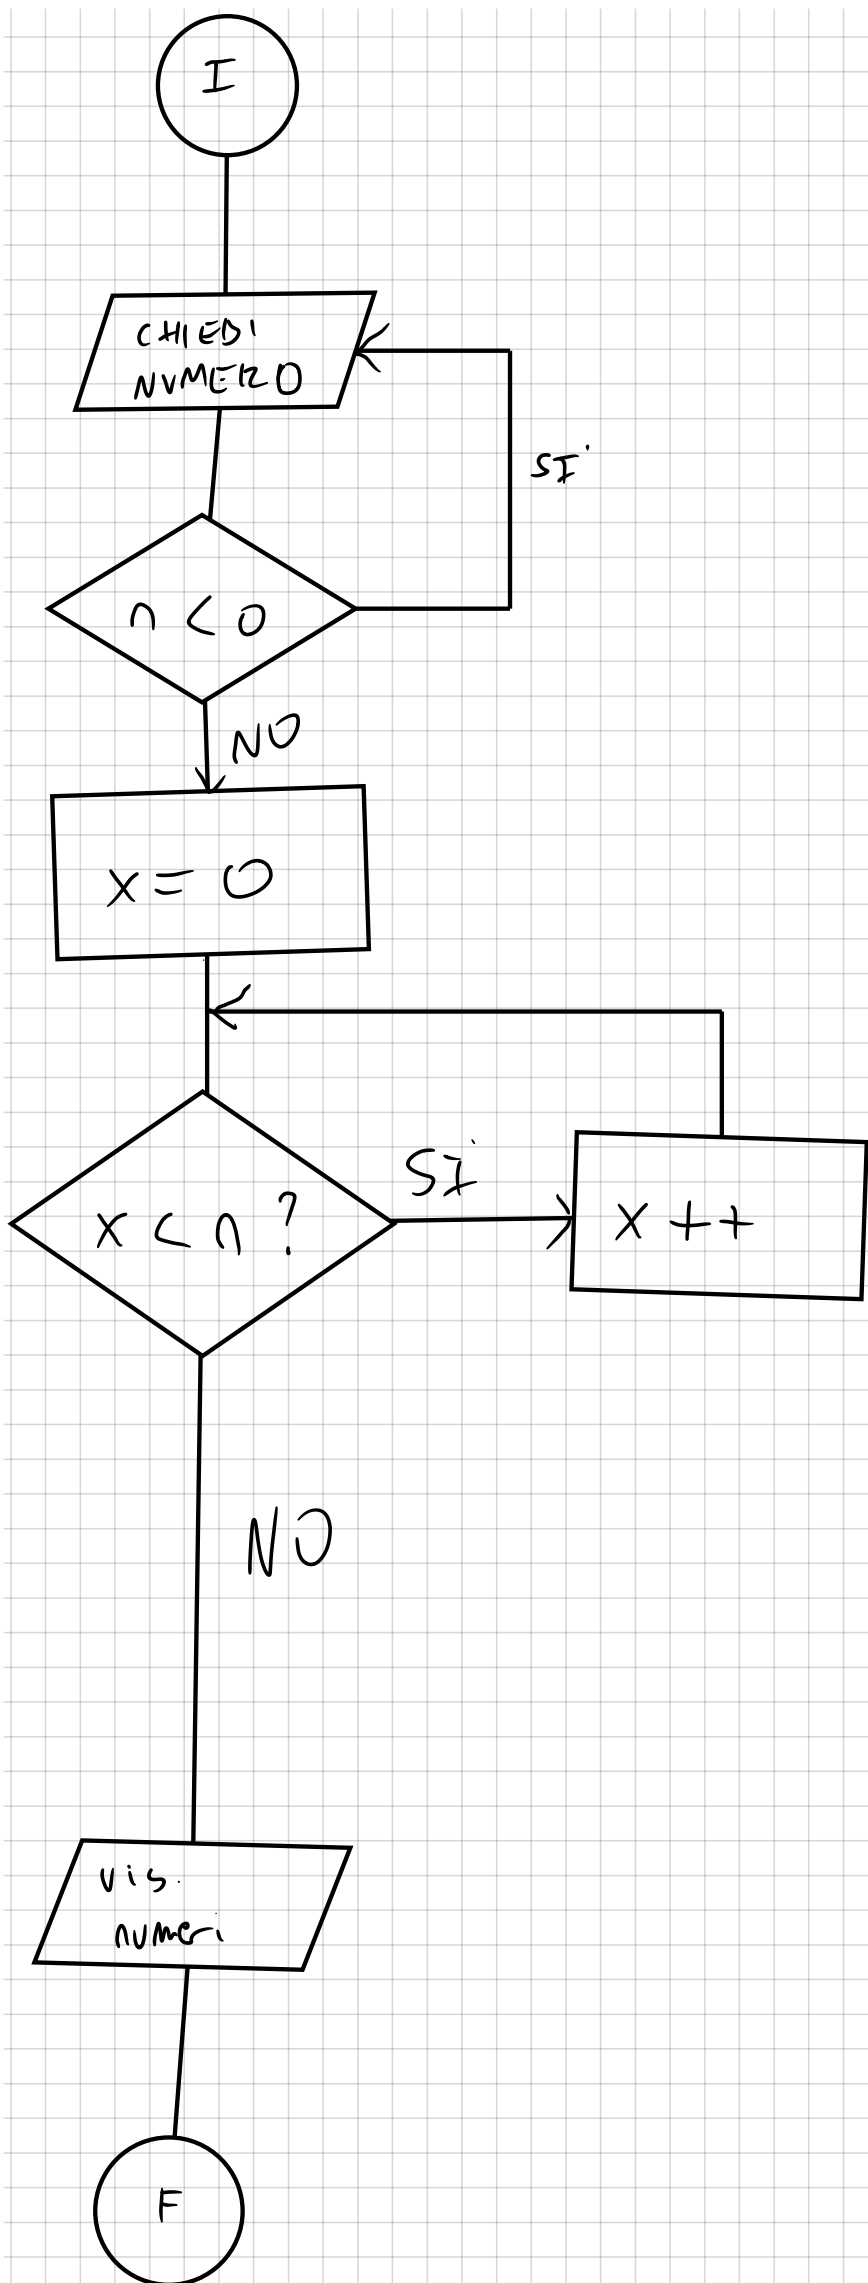 I
CHIEDI
NUMERO
SI
n < 0
NO
x = 0
SI
x < n ?
x ++
NO
vis.
numeri
F